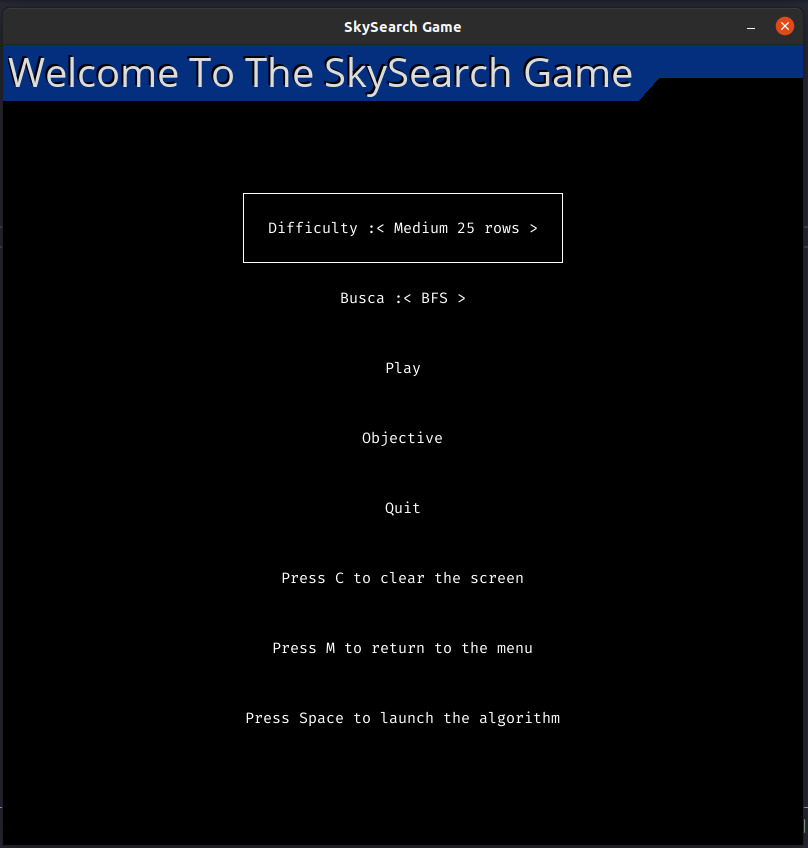 SkySearch Game
Welcome To The SkySearch Game
Difficulty :< Medium 25 rows >
Busca :< BFS >
Play
Objective
Quit
Press C to clear the screen
Press M to return to the menu
Press Space to launch the algorithm